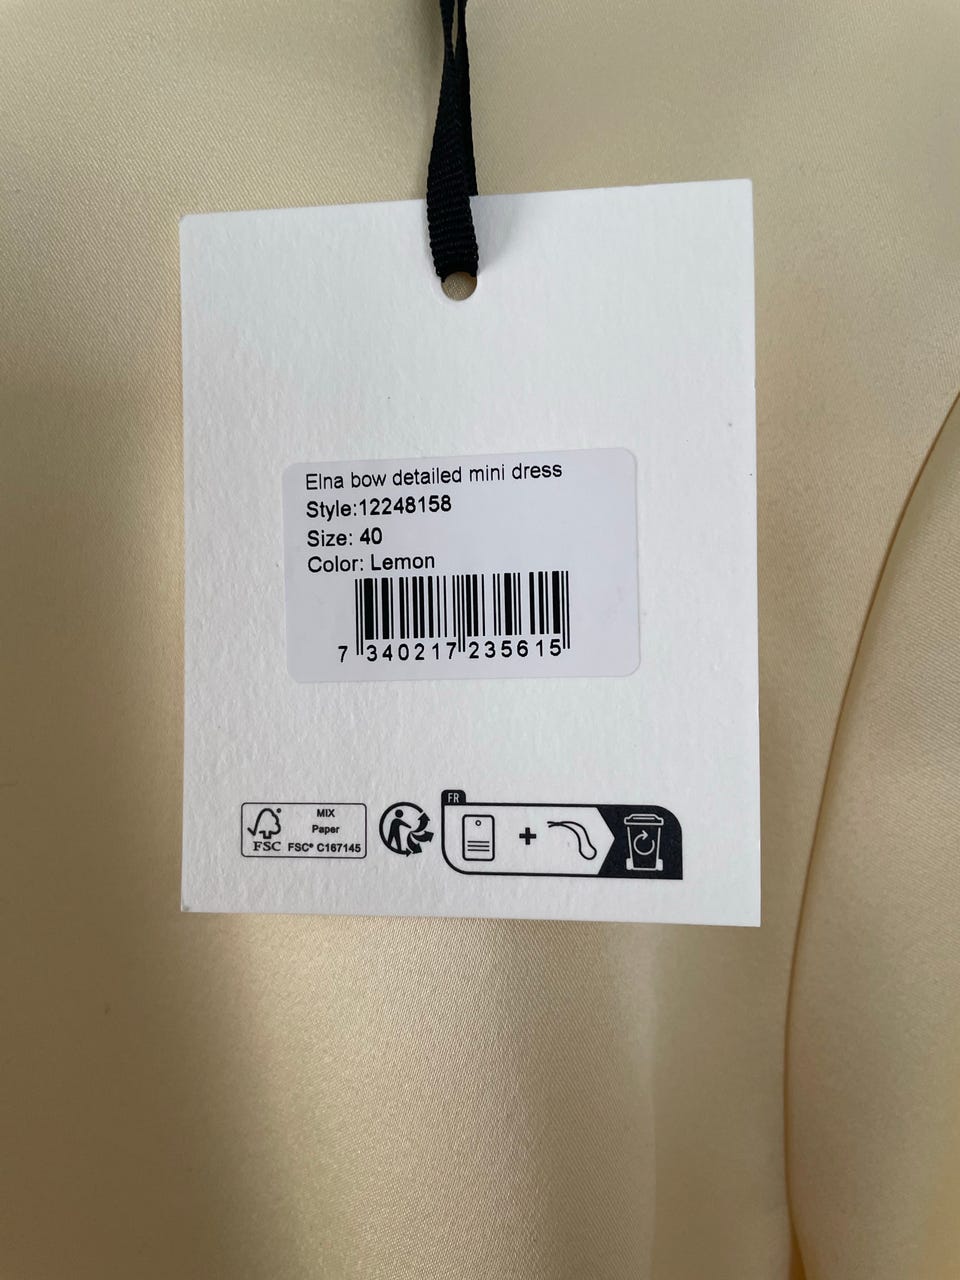 Elna bow detailed mini dress
Style:12248158
Size: 40
Color: Lemon
7 340217 235615
FR
MIX
Paper
FSC FSC® C167145